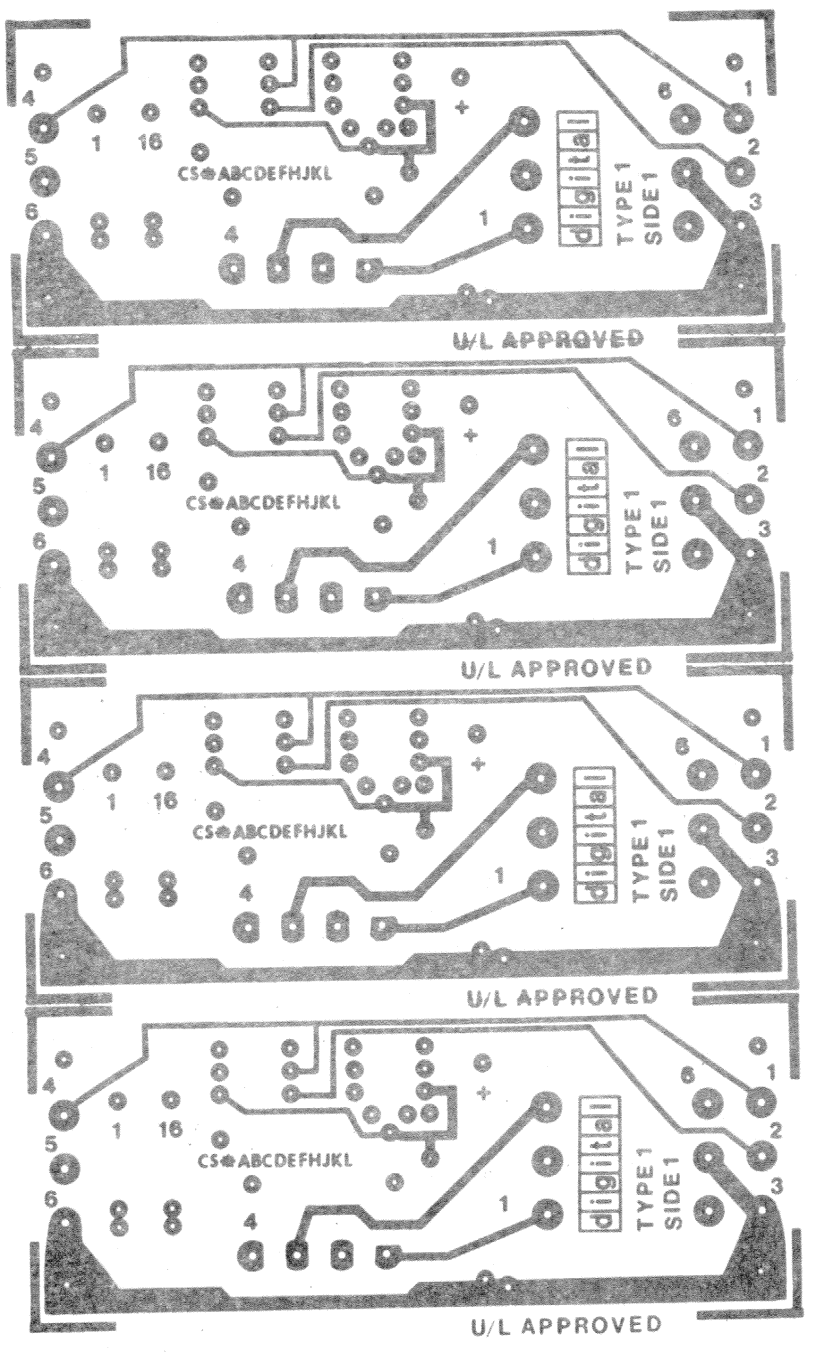 4 6 1
1 16 + 2
5 CS⊕ABCDEFHJKL digital TYPE 1
6 4 1 SIDE 1 3
U/L APPROVED
4 6 1
1 16 + 2
5 CS⊕ABCDEFHJKL digital TYPE 1
6 4 1 SIDE 1 3
U/L APPROVED
4 6 1
1 16 + 2
5 CS⊕ABCDEFHJKL digital TYPE 1
6 4 1 SIDE 1 3
U/L APPROVED
4 6 1
1 16 + 2
5 CS⊕ABCDEFHJKL digital TYPE 1
6 4 1 SIDE 1 3
U/L APPROVED